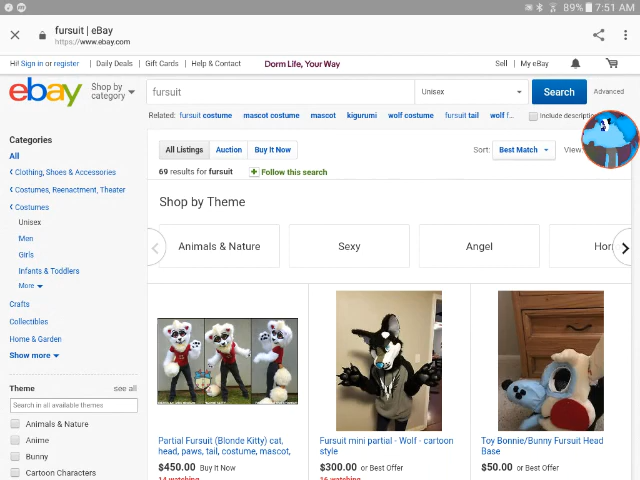 89% 7:51 AM
fursuit | eBay
https://www.ebay.com
Hi! Sign in or register | Daily Deals | Gift Cards | Help & Contact Dorm Life, Your Way Sell | My eBay
ebay Shop by category fursuit Unisex Search Advanced
Related: fursuit costume mascot costume mascot kigurumi wolf costume fursuit tail wolf f... Include description
Categories
All
Clothing, Shoes & Accessories
Costumes, Reenactment, Theater
Costumes
Unisex
Men
Girls
Infants & Toddlers
More
Crafts
Collectibles
Home & Garden
Show more
Theme see all
Search in all available themes
Animals & Nature
Anime
Bunny
Cartoon Characters
All Listings Auction Buy It Now Sort: Best Match View
69 results for fursuit Follow this search
Shop by Theme
Animals & Nature Sexy Angel Hor
Partial Fursuit (Blonde Kitty) cat,
head, paws, tail, costume, mascot,
$450.00 Buy It Now
14 watching
Fursuit mini partial - Wolf - cartoon
style
$300.00 or Best Offer
16 watching
Toy Bonnie/Bunny Fursuit Head
Base
$50.00 or Best Offer